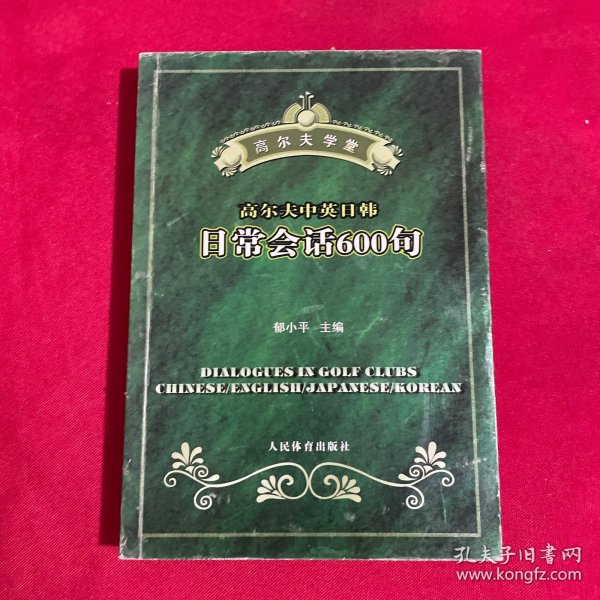 高尔夫学堂
高尔夫中英日韩
日常会话600句
郁小平 主编
DIALOGUES IN GOLF CLUBS
CHINESE/ENGLISH/JAPANESE/KOREAN
人民体育出版社
孔夫子旧书网
www.kongfz.com